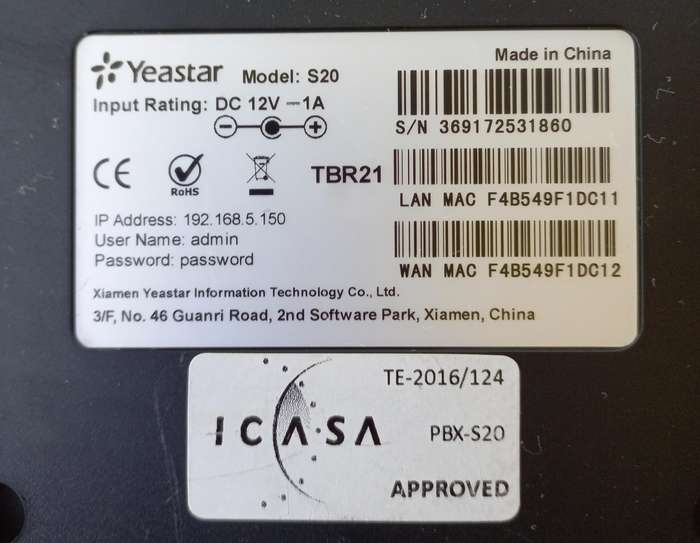 Yeastar Model: S20
Made in China
Input Rating: DC 12V 1A
S/N 369172531860
CE
RoHS
TBR21
LAN MAC F4B549F1DC11
IP Address: 192.168.5.150
User Name: admin
Password: password
WAN MAC F4B549F1DC12
Xiamen Yeastar Information Technology Co., Ltd.
3/F, No. 46 Guanri Road, 2nd Software Park, Xiamen, China
TE-2016/124
ICASA
PBX-S20
APPROVED